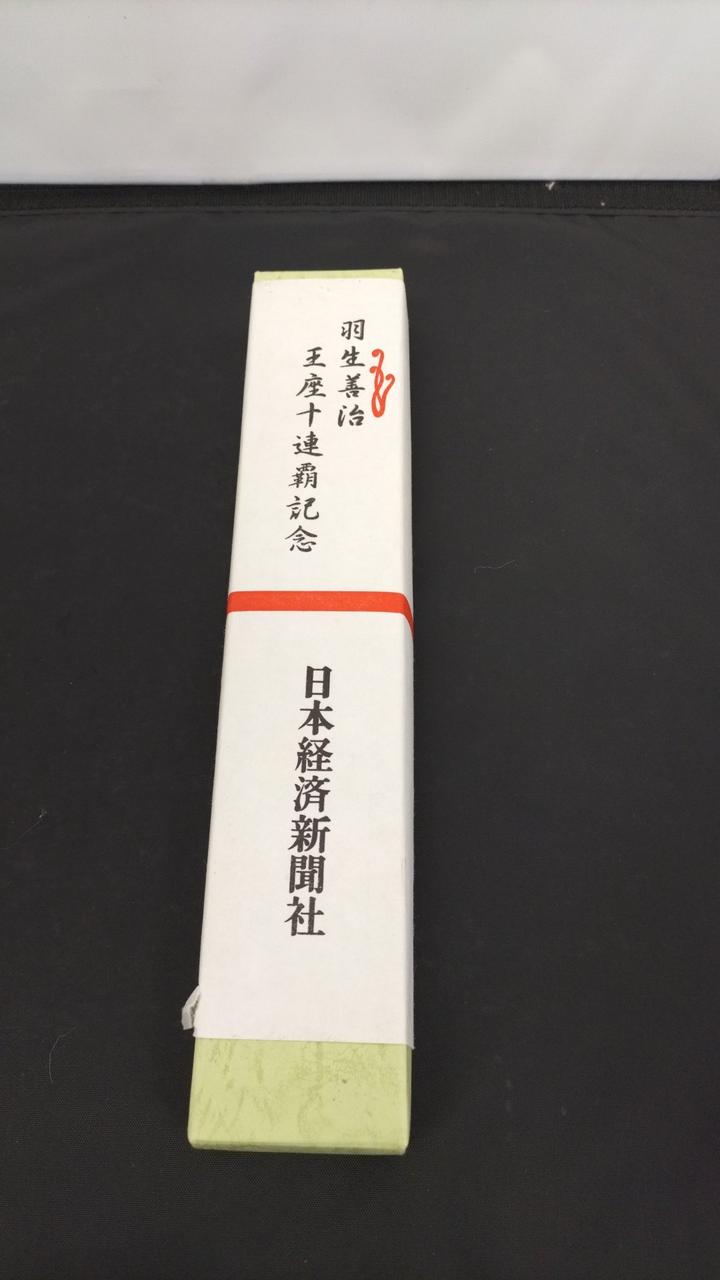 羽生善治
王座十連覇記念
日本経済新聞社